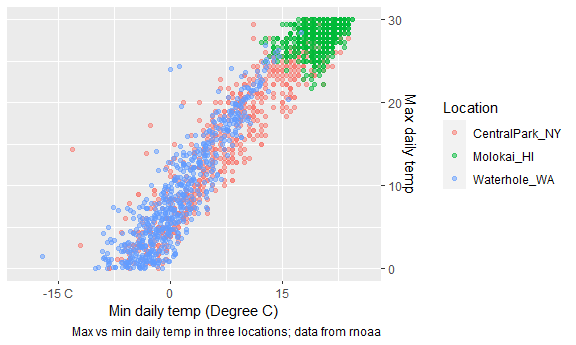 30
20
10
0
Max daily temp
-15 C
0
15
Min daily temp (Degree C)
Max vs min daily temp in three locations; data from rnoaa
Location
CentralPark_NY
Molokai_HI
Waterhole_WA